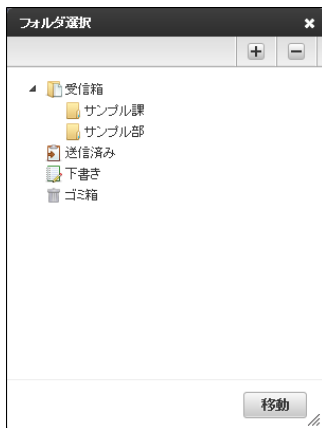 フォルダ選択
受信箱
サンプル課
サンプル部
送信済み
下書き
ゴミ箱
移動